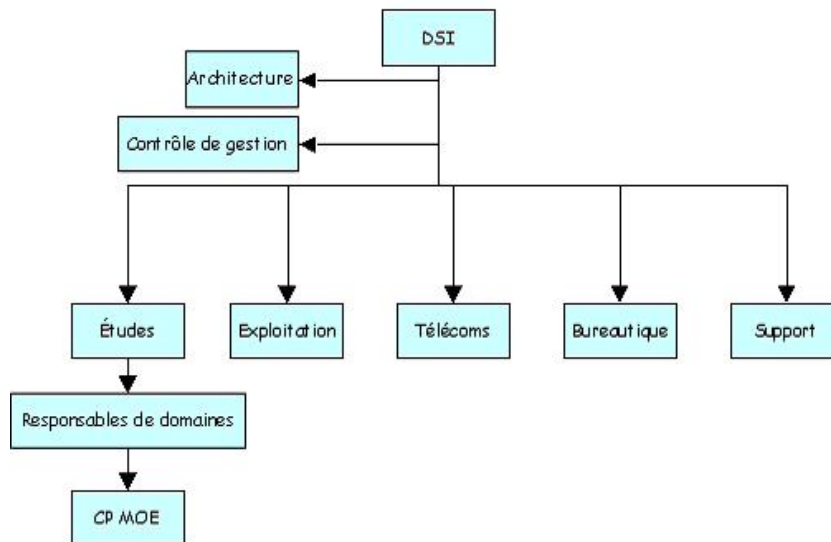 DSI
Architecture
Contrôle de gestion
Études
Exploitation
Télécoms
Bureautique
Support
Responsables de domaines
CP MOE